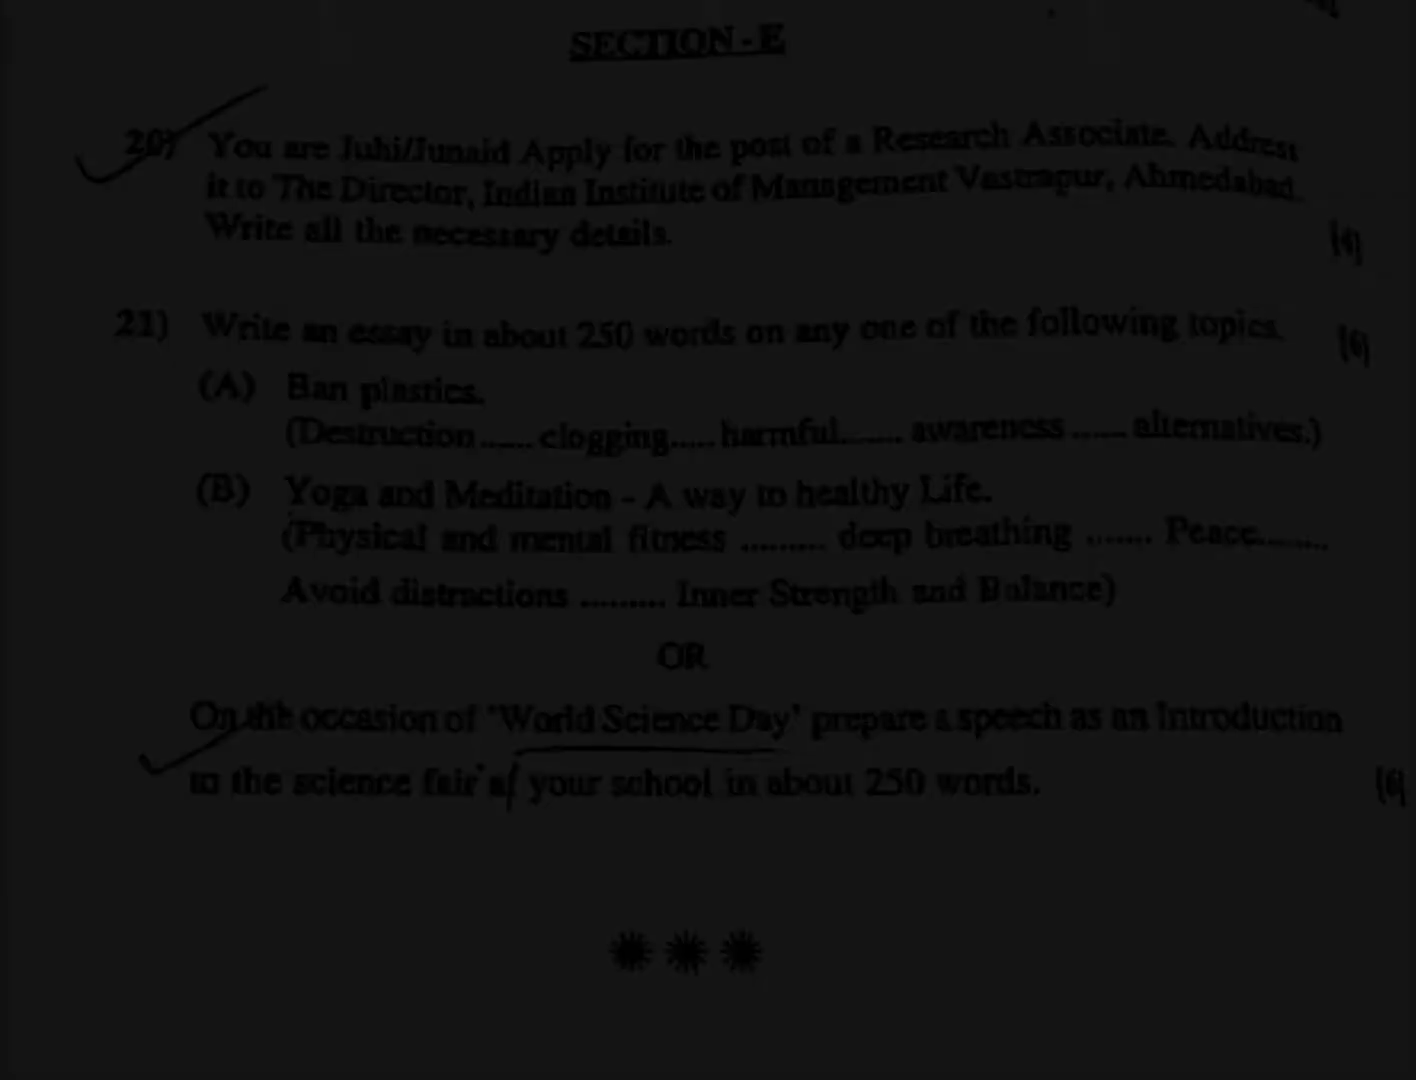 SECTION - E
20) You are Juhi/Junaid Apply for the post of a Research Associate. Address
it to The Director, Indian Institute of Management Vastrapur, Ahmedabad.
Write all the necessary details.
[4]
21) Write an essay in about 250 words on any one of the following topics.
[6]
(A) Ban plastics.
(Destruction ...... clogging..... harmful....... awareness ...... alternatives.)
(B) Yoga and Meditation - A way to healthy Life.
(Physical and mental fitness ......... deep breathing ....... Peace.........
Avoid distractions ......... Inner Strength and Balance)
OR
On the occasion of 'World Science Day' prepare a speech as an Introduction
to the science fair of your school in about 250 words.
[6]